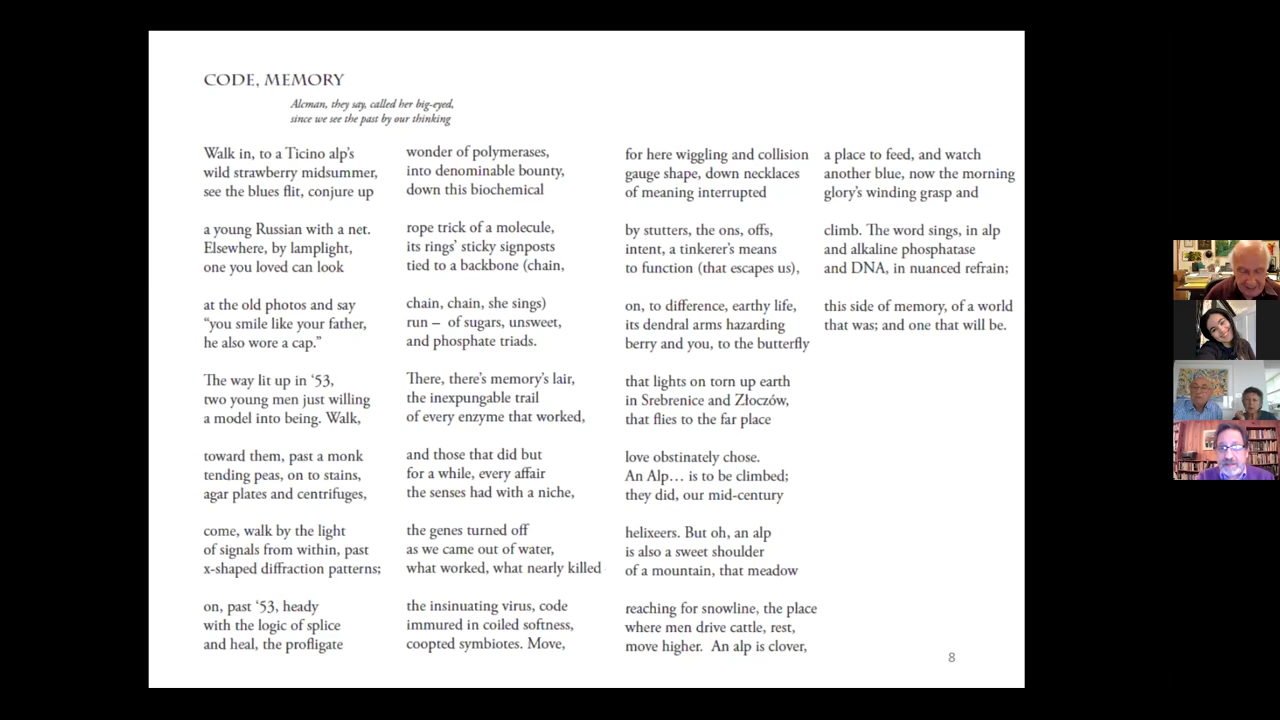 CODE, MEMORY
Alcman, they say, called her big-eyed,
since we see the past by our thinking
Walk in, to a Ticino alp's
wild strawberry midsummer,
see the blues flit, conjure up
a young Russian with a net.
Elsewhere, by lamplight,
one you loved can look
at the old photos and say
“you smile like your father,
he also wore a cap.”
The way lit up in ‘53,
two young men just willing
a model into being. Walk,
toward them, past a monk
tending peas, on to stains,
agar plates and centrifuges,
come, walk by the light
of signals from within, past
x-shaped diffraction patterns;
on, past ‘53, heady
with the logic of splice
and heal, the profligate
wonder of polymerases,
into denominable bounty,
down this biochemical
rope trick of a molecule,
its rings’ sticky signposts
tied to a backbone (chain,
chain, chain, she sings)
run – of sugars, unsweet,
and phosphate triads.
There, there’s memory’s lair,
the inexpungable trail
of every enzyme that worked,
and those that did but
for a while, every affair
the senses had with a niche,
the genes turned off
as we came out of water,
what worked, what nearly killed
the insinuating virus, code
immured in coiled softness,
coopted symbiotes. Move,
for here wiggling and collision
gauge shape, down necklaces
of meaning interrupted
by stutters, the ons, offs,
intent, a tinkerer’s means
to function (that escapes us),
on, to difference, earthy life,
its dendral arms hazarding
berry and you, to the butterfly
that lights on torn up earth
in Srebrenice and Złoczów,
that flies to the far place
love obstinately chose.
An Alp… is to be climbed;
they did, our mid-century
helixeers. But oh, an alp
is also a sweet shoulder
of a mountain, that meadow
reaching for snowline, the place
where men drive cattle, rest,
move higher.  An alp is clover,
a place to feed, and watch
another blue, now the morning
glory’s winding grasp and
climb. The word sings, in alp
and alkaline phosphatase
and DNA, in nuanced refrain;
this side of memory, of a world
that was; and one that will be.
8